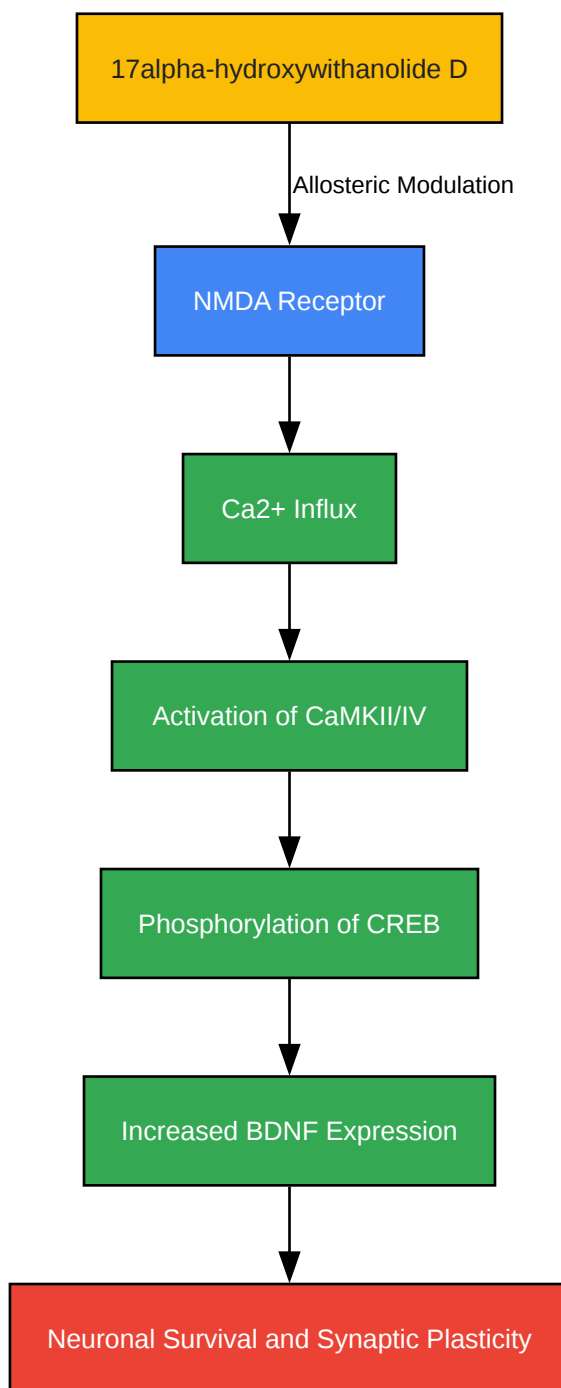 17alpha-hydroxywithanolide D
Allosteric Modulation
NMDA Receptor
Ca2+ Influx
Activation of CaMKII/IV
Phosphorylation of CREB
Increased BDNF Expression
Neuronal Survival and Synaptic Plasticity